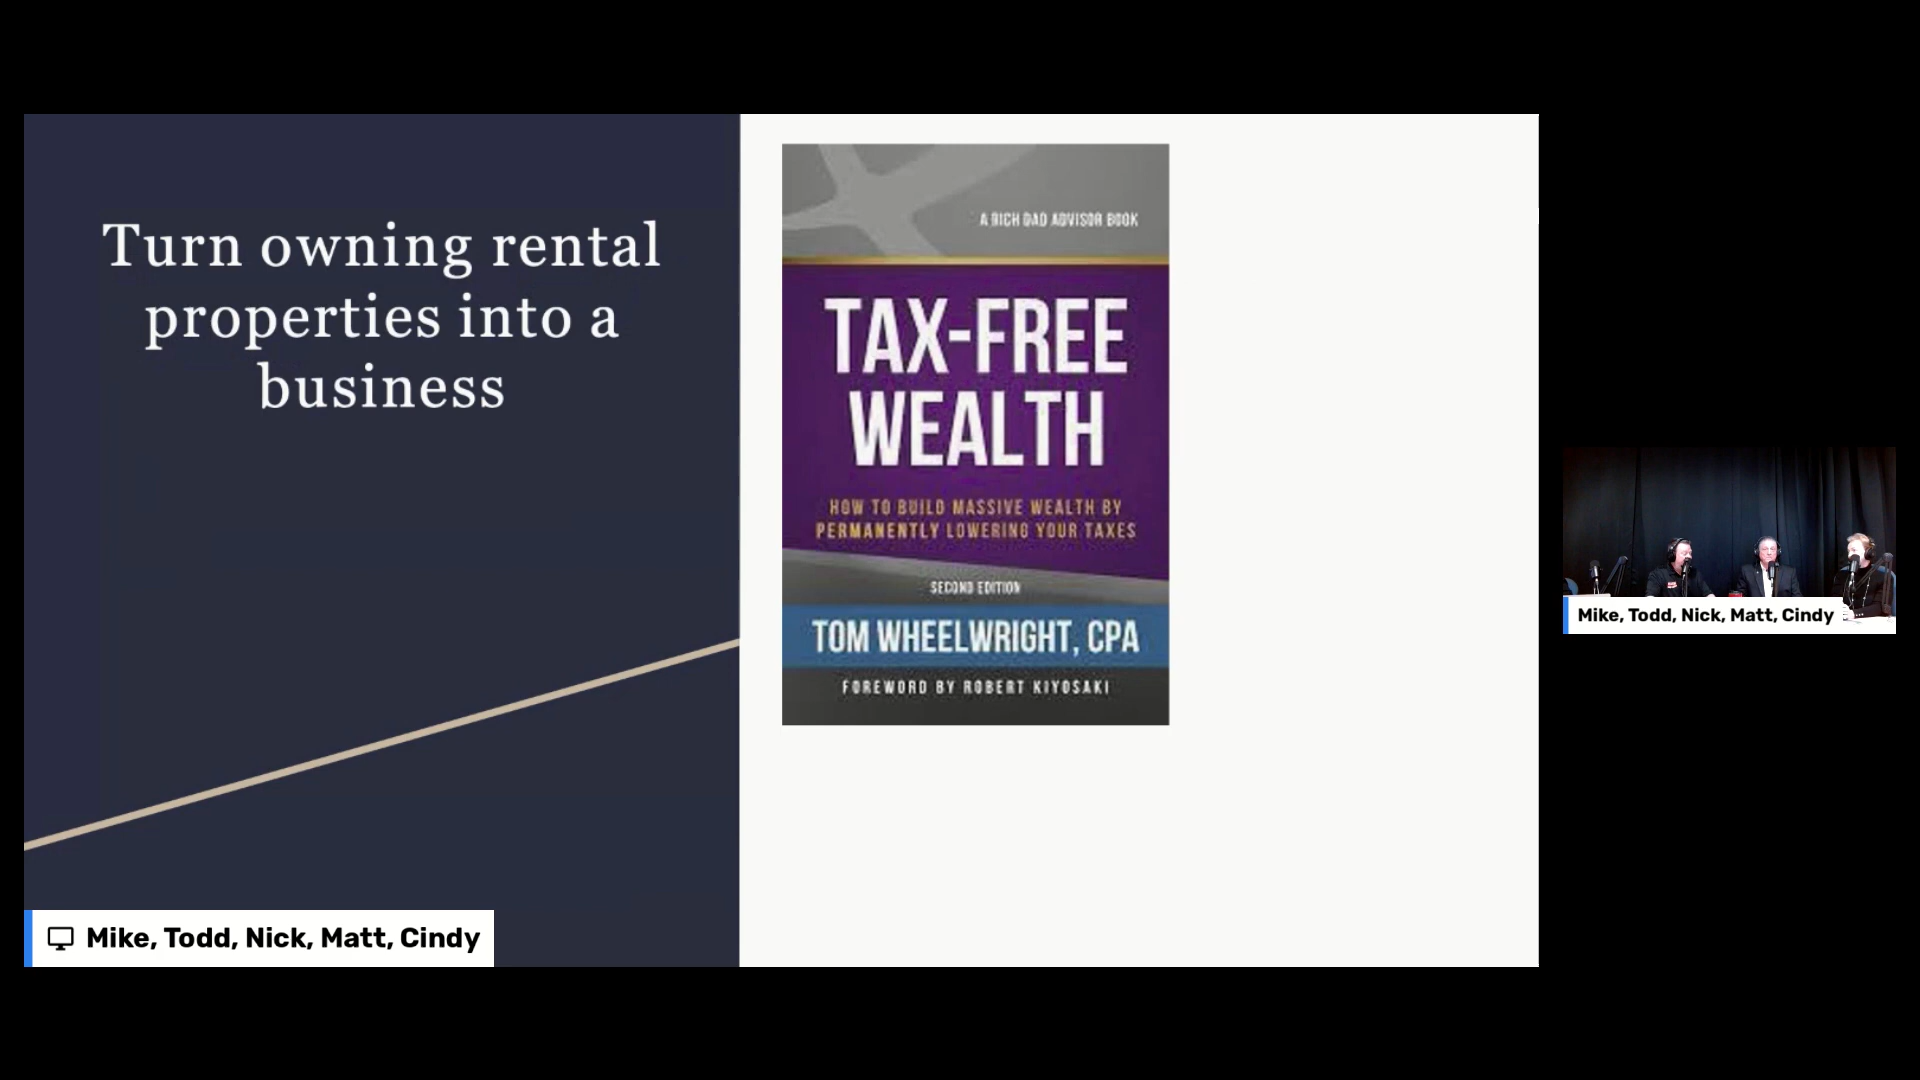 Turn owning rental
properties into a
business
A RICH DAD ADVISOR BOOK
TAX-FREE
WEALTH
HOW TO BUILD MASSIVE WEALTH BY
PERMANENTLY LOWERING YOUR TAXES
SECOND EDITION
TOM WHEELWRIGHT, CPA
FOREWORD BY ROBERT KIYOSAKI
Mike, Todd, Nick, Matt, Cindy
Mike, Todd, Nick, Matt, Cindy